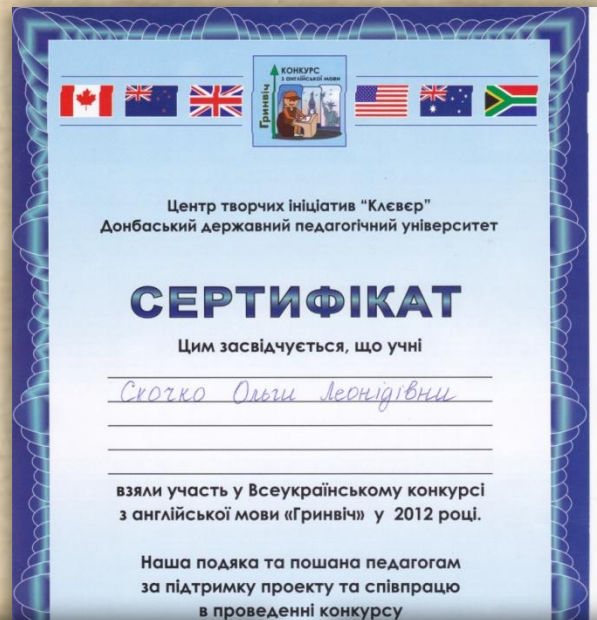 КОНКУРС
з англійської мови
Гринвіч
Центр творчих ініціатив “Клєвєр”
Донбаський державний педагогічний університет
СЕРТИФІКАТ
Цим засвідчується, що учні
Скочко Ольги Леонідівни
взяли участь у Всеукраїнському конкурсі
з англійської мови «Гринвіч» у 2012 році.
Наша подяка та пошана педагогам
за підтримку проекту та співпрацю
в проведенні конкурсу